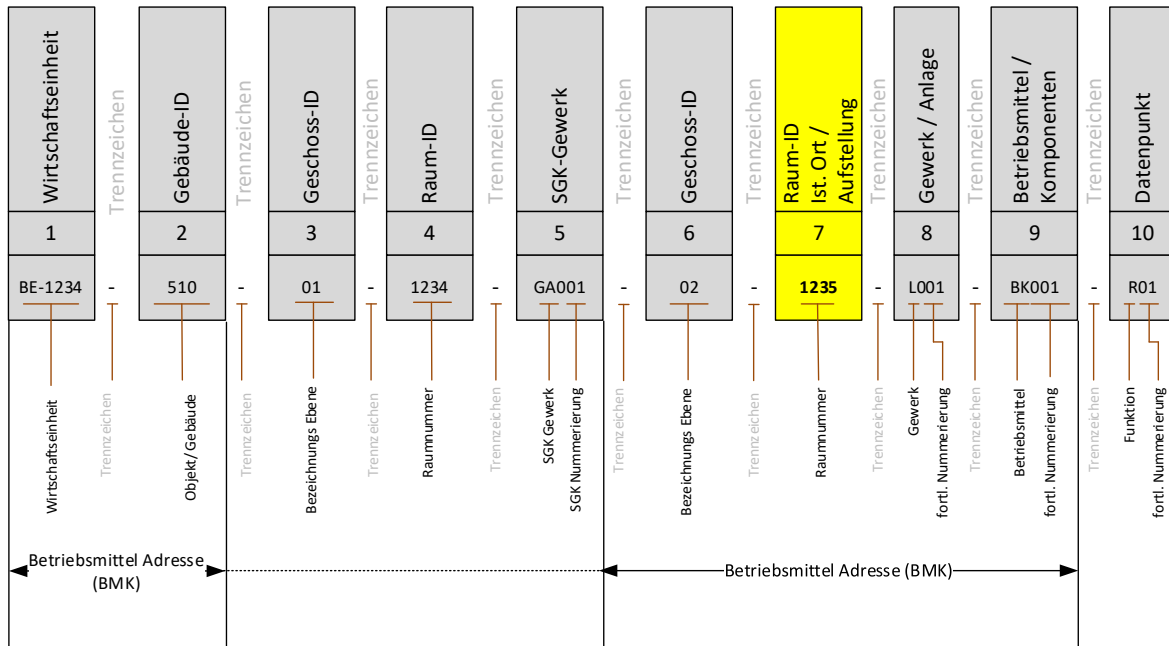 Wirtschaftseinheit
Trennzeichen
Gebäude-ID
Trennzeichen
Geschoss-ID
Trennzeichen
Raum-ID
Trennzeichen
SGK-Gewerk
Trennzeichen
Geschoss-ID
Trennzeichen
Raum-ID
Ist. Ort /
Aufstellung
Trennzeichen
Gewerk / Anlage
Trennzeichen
Betriebsmittel /
Komponenten
Trennzeichen
Datenpunkt
1 2 3 4 5 6 7 8 9 10
BE-1234 - 510 - 01 - 1234 - GA001 - 02 - 1235 - L001 - BK001 - R01
Wirtschaftseinheit
Trennzeichen
Objekt/Gebäude
Trennzeichen
Bezeichnungs Ebene
Trennzeichen
Raumnummer
Trennzeichen
SGK Gewerk
SGK Nummerierung
Trennzeichen
Bezeichnungs Ebene
Trennzeichen
Raumnummer
Trennzeichen
Gewerk
fortl. Nummerierung
Trennzeichen
Betriebsmittel
fortl. Nummerierung
Trennzeichen
Funktion
fortl. Nummerierung
Betriebsmittel Adresse
(BMK)
Betriebsmittel Adresse (BMK)